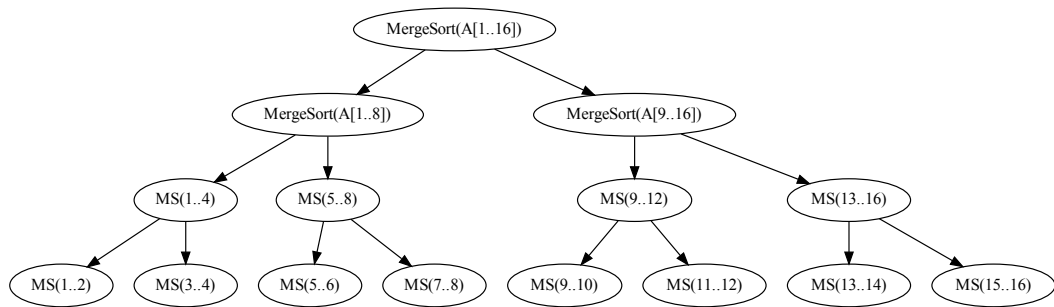 MergeSort(A[1..16])
MergeSort(A[1..8])
MergeSort(A[9..16])
MS(1..4)
MS(5..8)
MS(9..12)
MS(13..16)
MS(1..2)
MS(3..4)
MS(5..6)
MS(7..8)
MS(9..10)
MS(11..12)
MS(13..14)
MS(15..16)